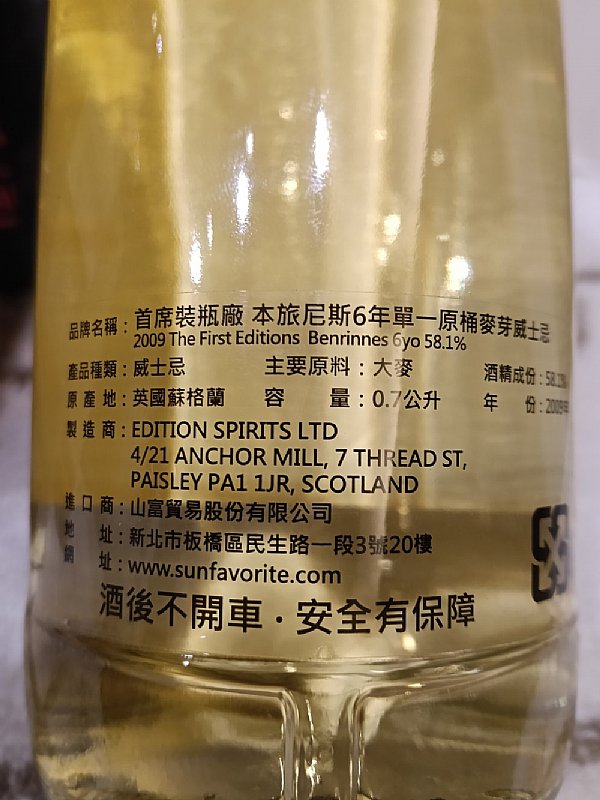 品牌名稱：首席裝瓶廠 本旅尼斯6年單一原桶麥芽威士忌
2009 The First Editions Benrinnes 6yo 58.1%
產品種類：威士忌 主要原料：大麥 酒精成份：58.1%
原產地：英國蘇格蘭 容量：0.7公升 年份：2009
製造商：EDITION SPIRITS LTD
4/21 ANCHOR MILL, 7 THREAD ST,
PAISLEY PA1 1JR, SCOTLAND
進口商：山富貿易股份有限公司
地址：新北市板橋區民生路一段3號20樓
網址：www.sunfavorite.com
酒後不開車．安全有保障